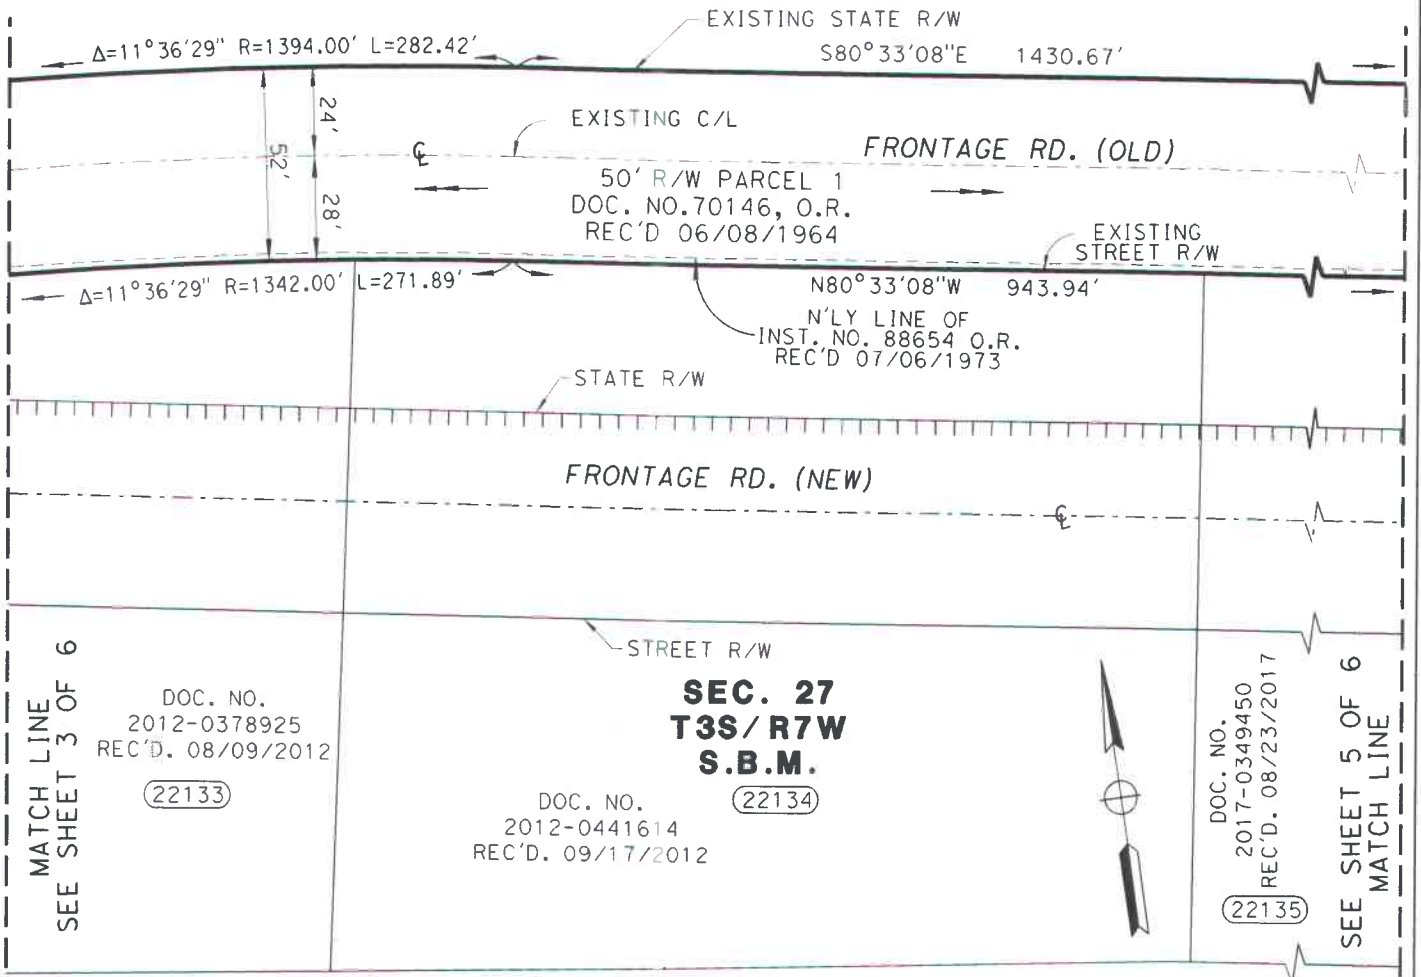 EXISTING STATE R/W
Δ=11°36'29" R=1394.00' L=282.42'
S80°33'08"E 1430.67'
24'
52'
28'
EXISTING C/L
℄
FRONTAGE RD. (OLD)
50' R/W PARCEL 1
DOC. NO.70146, O.R.
REC'D 06/08/1964
EXISTING
STREET R/W
Δ=11°36'29" R=1342.00' L=271.89'
N80°33'08"W 943.94'
N'LY LINE OF
INST. NO. 88654 O.R.
REC'D 07/06/1973
STATE R/W
FRONTAGE RD. (NEW)
℄
STREET R/W
MATCH LINE
SEE SHEET 3 OF 6
DOC. NO.
2012-0378925
REC'D. 08/09/2012
22133
SEC. 27
T3S/R7W
S.B.M.
22134
DOC. NO.
2012-0441614
REC'D. 09/17/2012
DOC. NO.
2017-0349450
REC'D. 08/23/2017
22135
SEE SHEET 5 OF 6
MATCH LINE